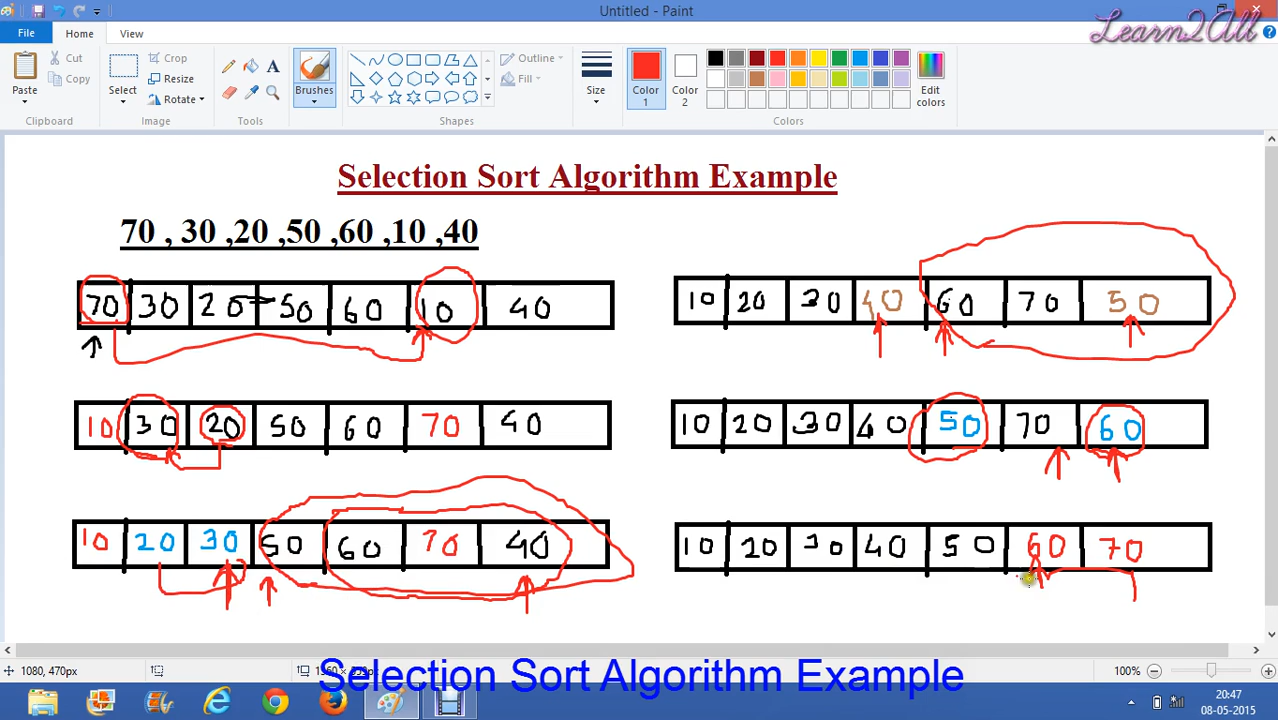 Untitled - Paint
Learn2All
File Home View
Paste
Cut
Copy
Clipboard
Select
Crop
Resize
Rotate
Image
Tools
Brushes
Outline
Fill
Shapes
Size
Color 1
Color 2
Colors
Edit colors
Selection Sort Algorithm Example
70 , 30 ,20 ,50 ,60 ,10 ,40
70 30 20 50 60 10 40
10 30 20 50 60 70 40
10 20 30 50 60 70 40
10 20 30 40 60 70 50
10 20 30 40 50 70 60
10 20 30 40 50 60 70
1080, 470px
100%
Selection Sort Algorithm Example
20:47
08-05-2015